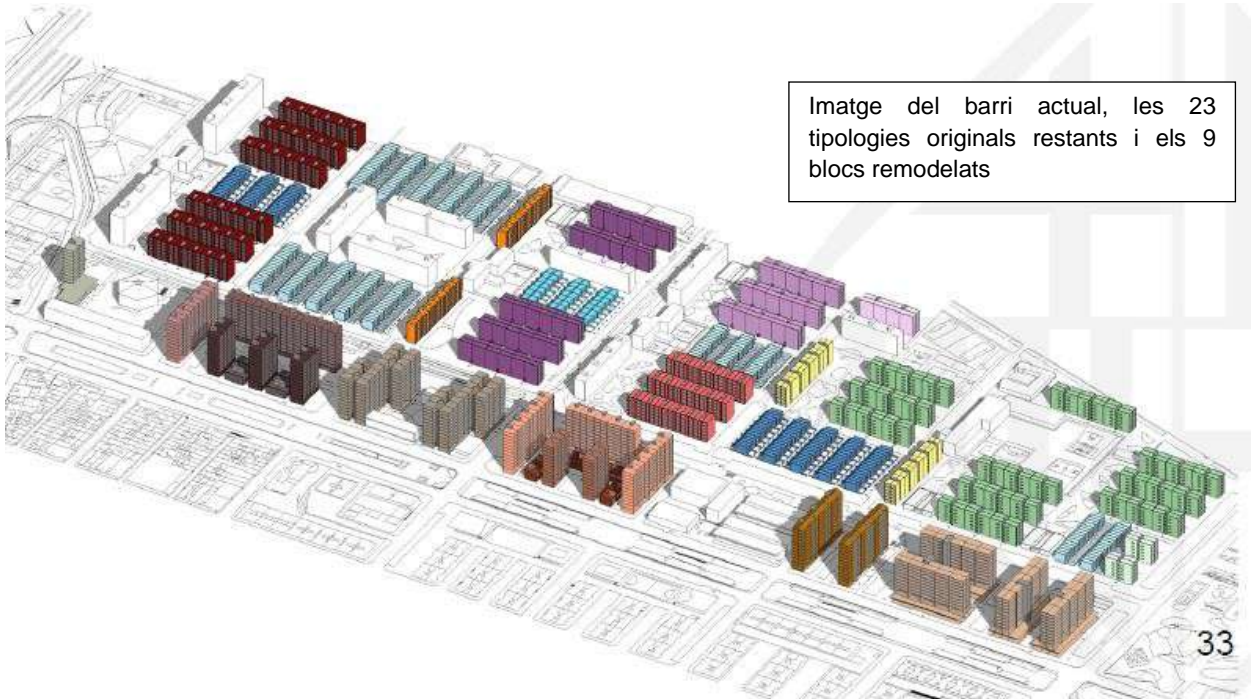 Imatge del barri actual, les 23
tipologies originals restants i els 9
blocs remodelats
33